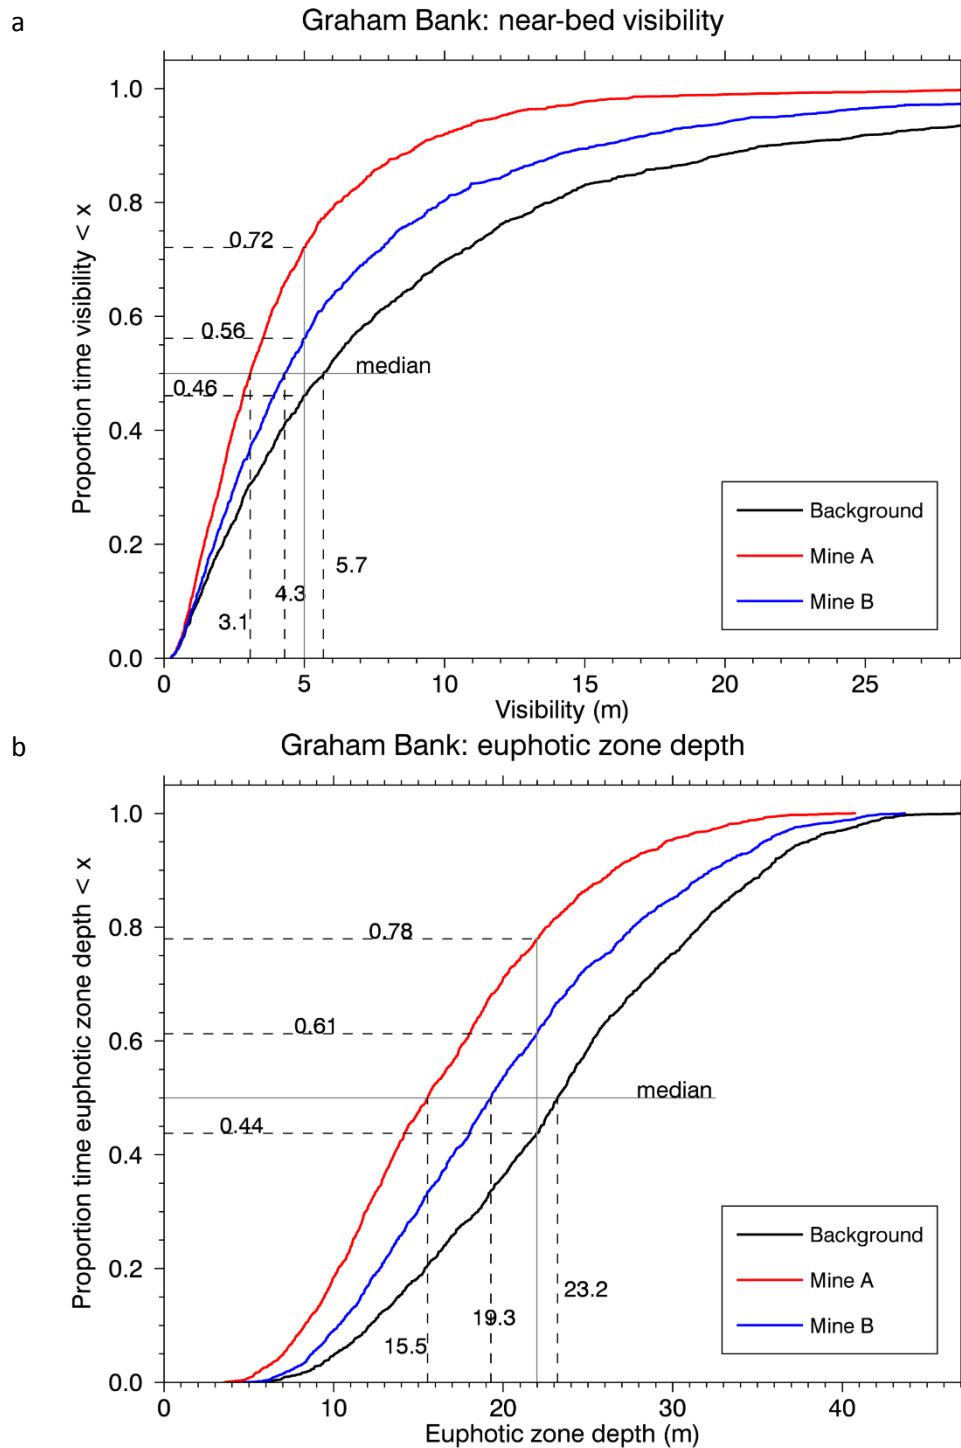 a
Graham Bank: near-bed visibility
Proportion time visibility < x
1.0
0.8
0.6
0.4
0.2
0.0
0.72
0.56
median
0.46
5.7
4.3
3.1
Background
Mine A
Mine B
0 5 10 15 20 25
Visibility (m)
b
Graham Bank: euphotic zone depth
Proportion time euphotic zone depth < x
1.0
0.8
0.6
0.4
0.2
0.0
0.78
0.61
median
0.44
23.2
19.3
15.5
Background
Mine A
Mine B
0 10 20 30 40
Euphotic zone depth (m)